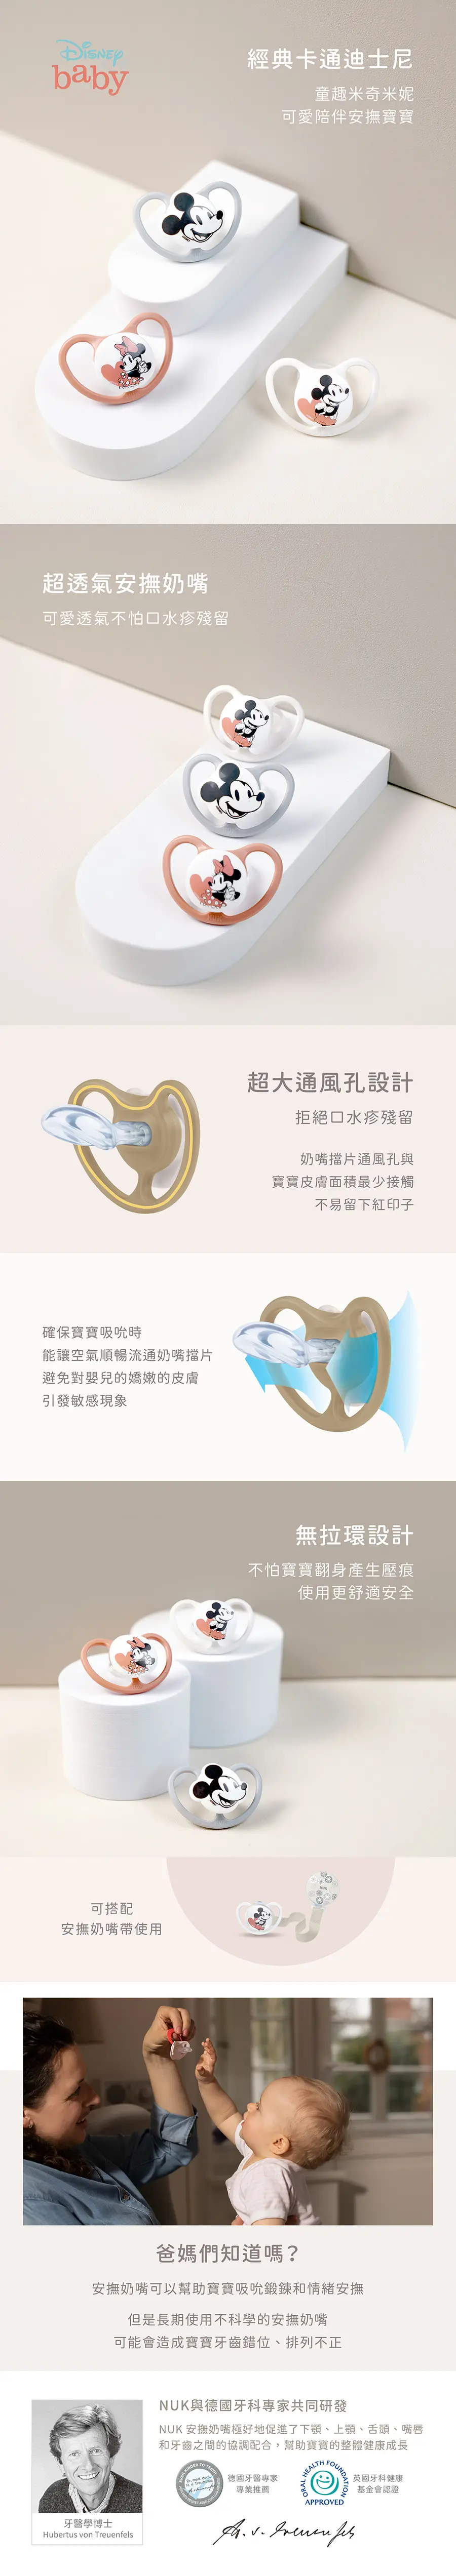 Disney
baby
經典卡通迪士尼
童趣米奇米妮
可愛陪伴安撫寶寶
超透氣安撫奶嘴
可愛透氣不怕口水疹殘留
超大通風孔設計
拒絕口水疹殘留
奶嘴擋片通風孔與
寶寶皮膚面積最少接觸
不易留下紅印子
確保寶寶吸吮時
能讓空氣順暢流通奶嘴擋片
避免對嬰兒的嬌嫩的皮膚
引發敏感現象
無拉環設計
不怕寶寶翻身產生壓痕
使用更舒適安全
可搭配
安撫奶嘴帶使用
爸媽們知道嗎?
安撫奶嘴可以幫助寶寶吸吮鍛鍊和情緒安撫
但是長期使用不科學的安撫奶嘴
可能會造成寶寶牙齒錯位、排列不正
NUK與德國牙科專家共同研發
NUK 安撫奶嘴極好地促進了下顎、上顎、舌頭、嘴唇
和牙齒之間的協調配合，幫助寶寶的整體健康成長
德國牙醫專家
專業推薦
ORAL HEALTH FOUNDATION
APPROVED
英國牙科健康
基金會認證
牙醫學博士
Hubertus von Treuenfels